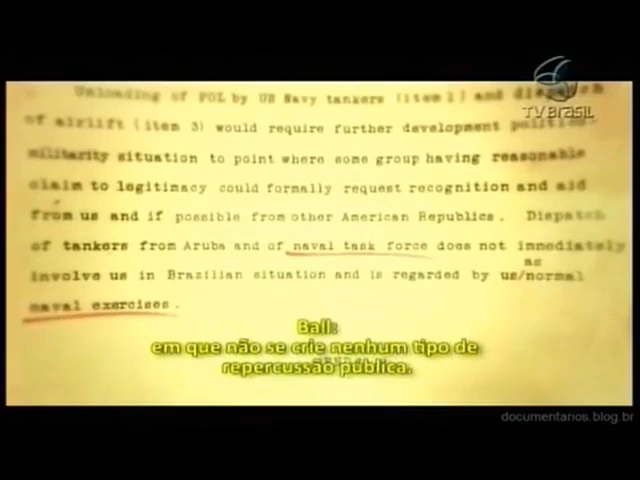 TV BRASIL
Unloading of POL by US Navy tankers (item 1) and dispatch
of airlift (item 3) would require further development politico-
militarity situation to point where some group having reasonable
claim to legitimacy could formally request recognition and aid
from us and if possible from other American Republics. Dispatch
of tankers from Aruba and of naval task force does not immediately
as
involve us in Brazilian situation and is regarded by us/normal
naval exercises.
Ball:
em que não se crie nenhum tipo de
repercussão pública.
documentarios.blog.br